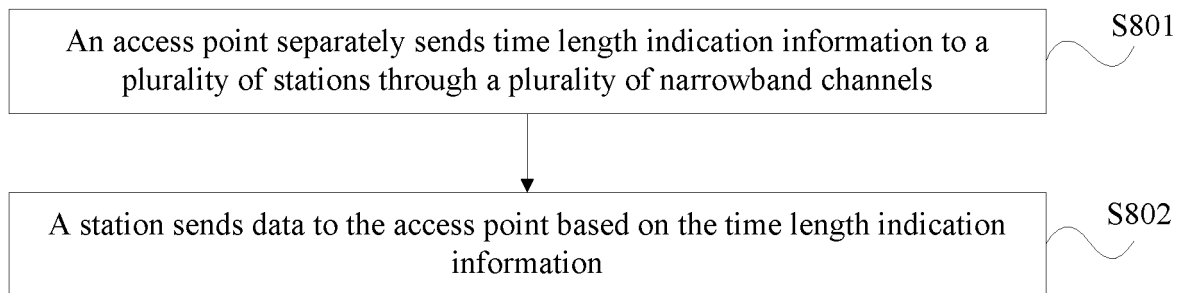 An access point separately sends time length indication information to a
plurality of stations through a plurality of narrowband channels
S801
A station sends data to the access point based on the time length indication
information
S802